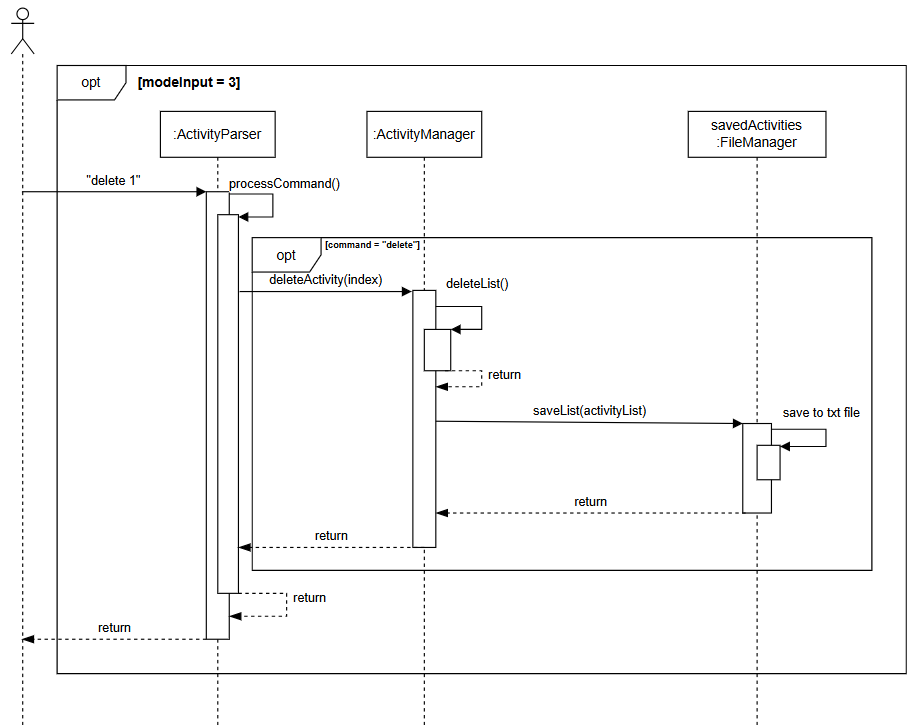 opt
[modeInput = 3]
:ActivityParser
:ActivityManager
savedActivities
:FileManager
"delete 1"
processCommand()
opt
[command = "delete"]
deleteActivity(index)
deleteList()
return
saveList(activityList)
save to txt file
return
return
return
return